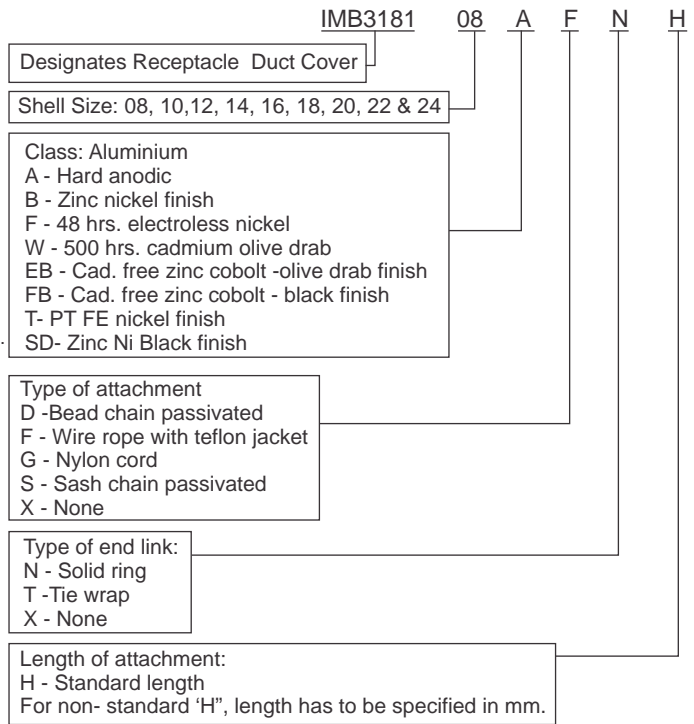 IMB3181 08 A F N H
Designates Receptacle Duct Cover
Shell Size: 08, 10,12, 14, 16, 18, 20, 22 & 24
Class: Aluminium
A - Hard anodic
B - Zinc nickel finish
F - 48 hrs. electroless nickel
W - 500 hrs. cadmium olive drab
EB - Cad. free zinc cobolt -olive drab finish
FB - Cad. free zinc cobolt - black finish
T- PT FE nickel finish
SD- Zinc Ni Black finish
Type of attachment
D -Bead chain passivated
F - Wire rope with teflon jacket
G - Nylon cord
S - Sash chain passivated
X - None
Type of end link:
N - Solid ring
T -Tie wrap
X - None
Length of attachment:
H - Standard length
For non- standard ‘H”, length has to be specified in mm.